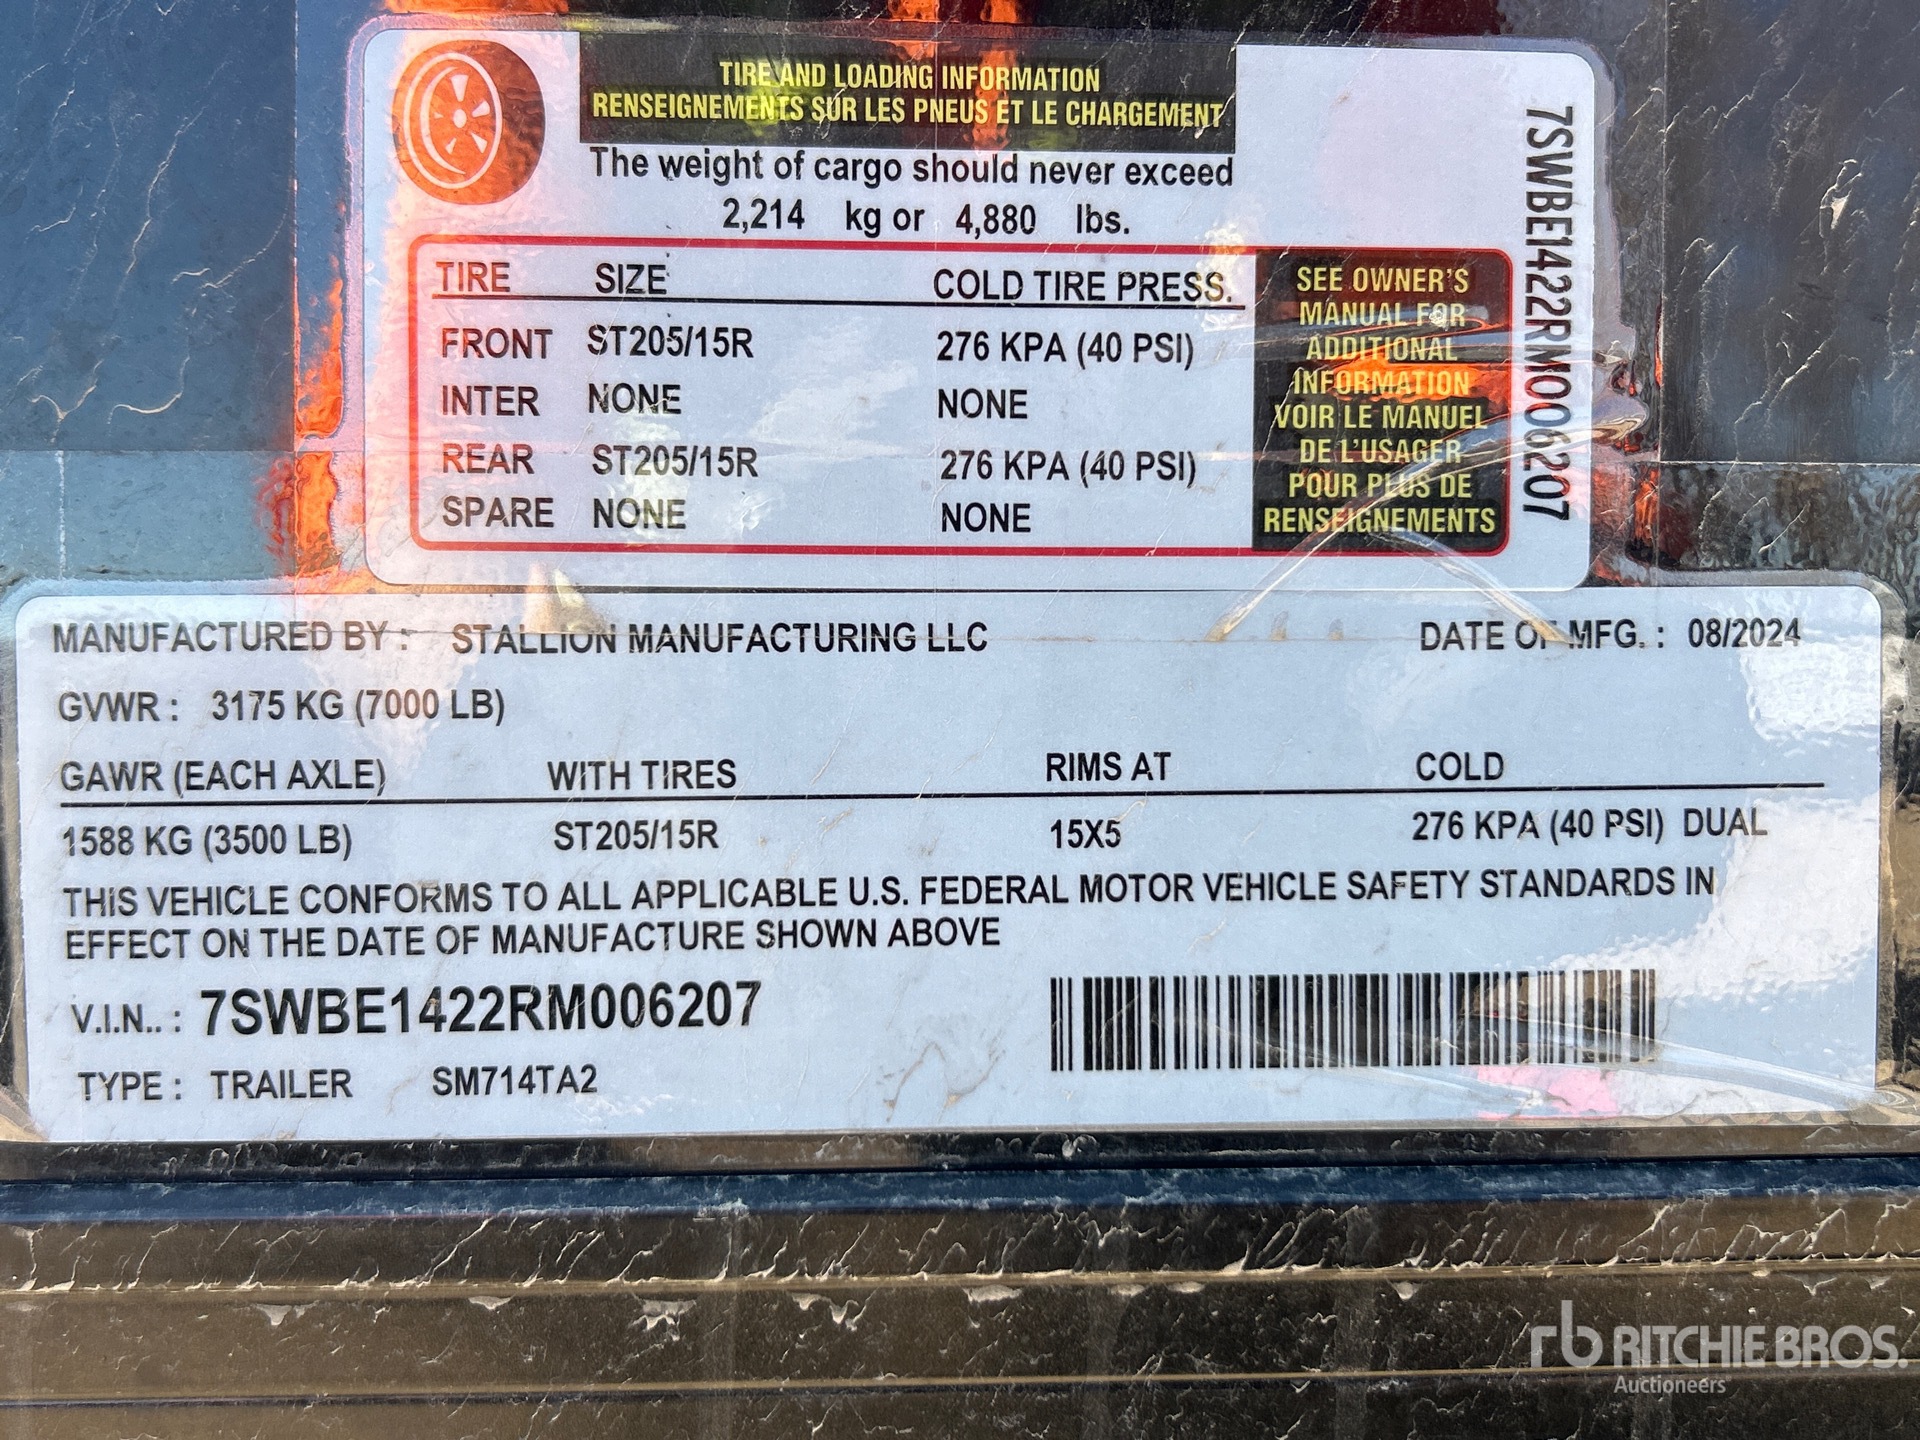 TIRE AND LOADING INFORMATION
RENSEIGNEMENTS SUR LES PNEUS ET LE CHARGEMENT
The weight of cargo should never exceed
2,214 kg or 4,880 lbs.
TIRE SIZE COLD TIRE PRESS.
FRONT ST205/15R 276 KPA (40 PSI)
INTER NONE NONE
REAR ST205/15R 276 KPA (40 PSI)
SPARE NONE NONE
SEE OWNER'S
MANUAL FOR
ADDITIONAL
INFORMATION
VOIR LE MANUEL
DE L'USAGER
POUR PLUS DE
RENSEIGNEMENTS
7SWBE1422RM006207
MANUFACTURED BY : STALLION MANUFACTURING LLC DATE OF MFG. : 08/2024
GVWR : 3175 KG (7000 LB)
GAWR (EACH AXLE) WITH TIRES RIMS AT COLD
1588 KG (3500 LB) ST205/15R 15X5 276 KPA (40 PSI) DUAL
THIS VEHICLE CONFORMS TO ALL APPLICABLE U.S. FEDERAL MOTOR VEHICLE SAFETY STANDARDS IN
EFFECT ON THE DATE OF MANUFACTURE SHOWN ABOVE
V.I.N.. : 7SWBE1422RM006207
TYPE : TRAILER SM714TA2
rb RITCHIE BROS.
Auctioneers